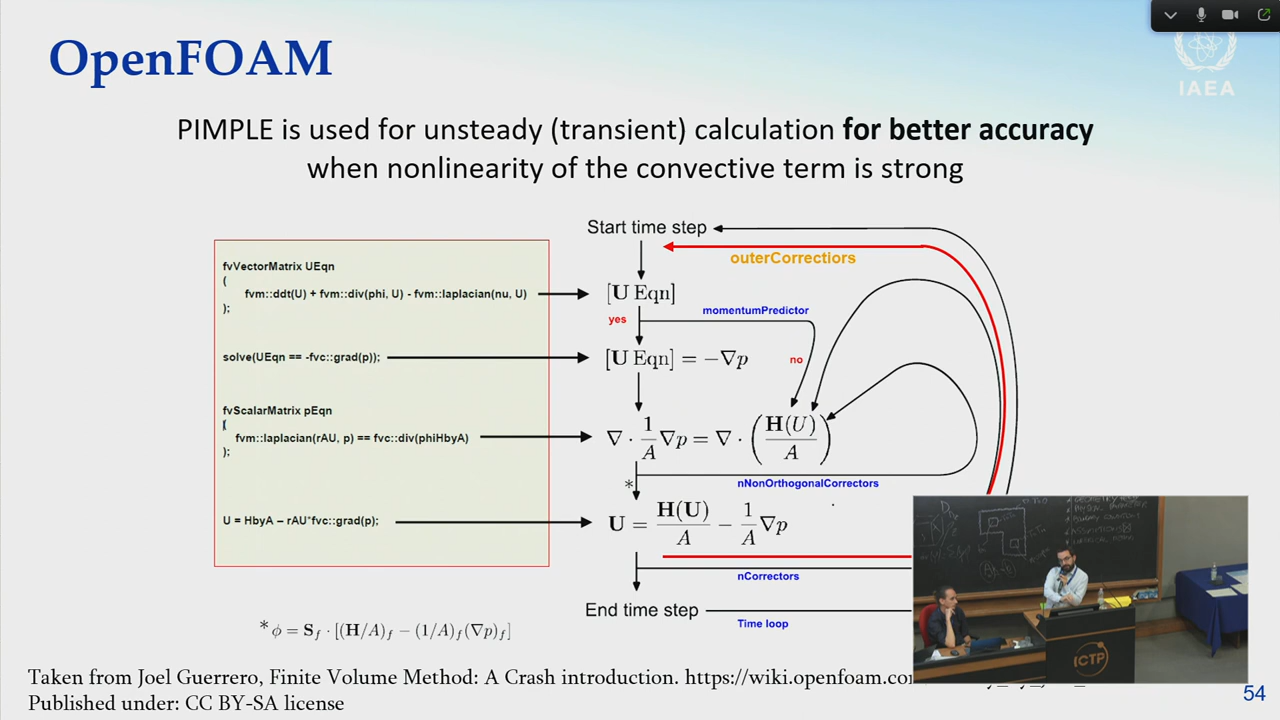 OpenFOAM
IAEA
PIMPLE is used for unsteady (transient) calculation for better accuracy
when nonlinearity of the convective term is strong
Start time step
outerCorrectiors
fvVectorMatrix UEqn
(
fvm::ddt(U) + fvm::div(phi, U) - fvm::laplacian(nu, U)
);
[U Eqn]
yes
momentumPredictor
solve(UEqn == -fvc::grad(p));
[U Eqn] = −∇p
no
fvScalarMatrix pEqn
(
fvm::laplacian(rAU, p) == fvc::div(phiHbyA)
);
∇ · 1/A ∇p = ∇ · (H(U)/A)
*
nNonOrthogonalCorrectors
U = HbyA – rAU*fvc::grad(p);
U = H(U)/A − 1/A ∇p
nCorrectors
End time step
Time loop
* ϕ = S_f · [(H/A)_f − (1/A)_f(∇p)_f]
ICTP
Taken from Joel Guerrero, Finite Volume Method: A Crash introduction. https://wiki.openfoam.co
Published under: CC BY-SA license
54